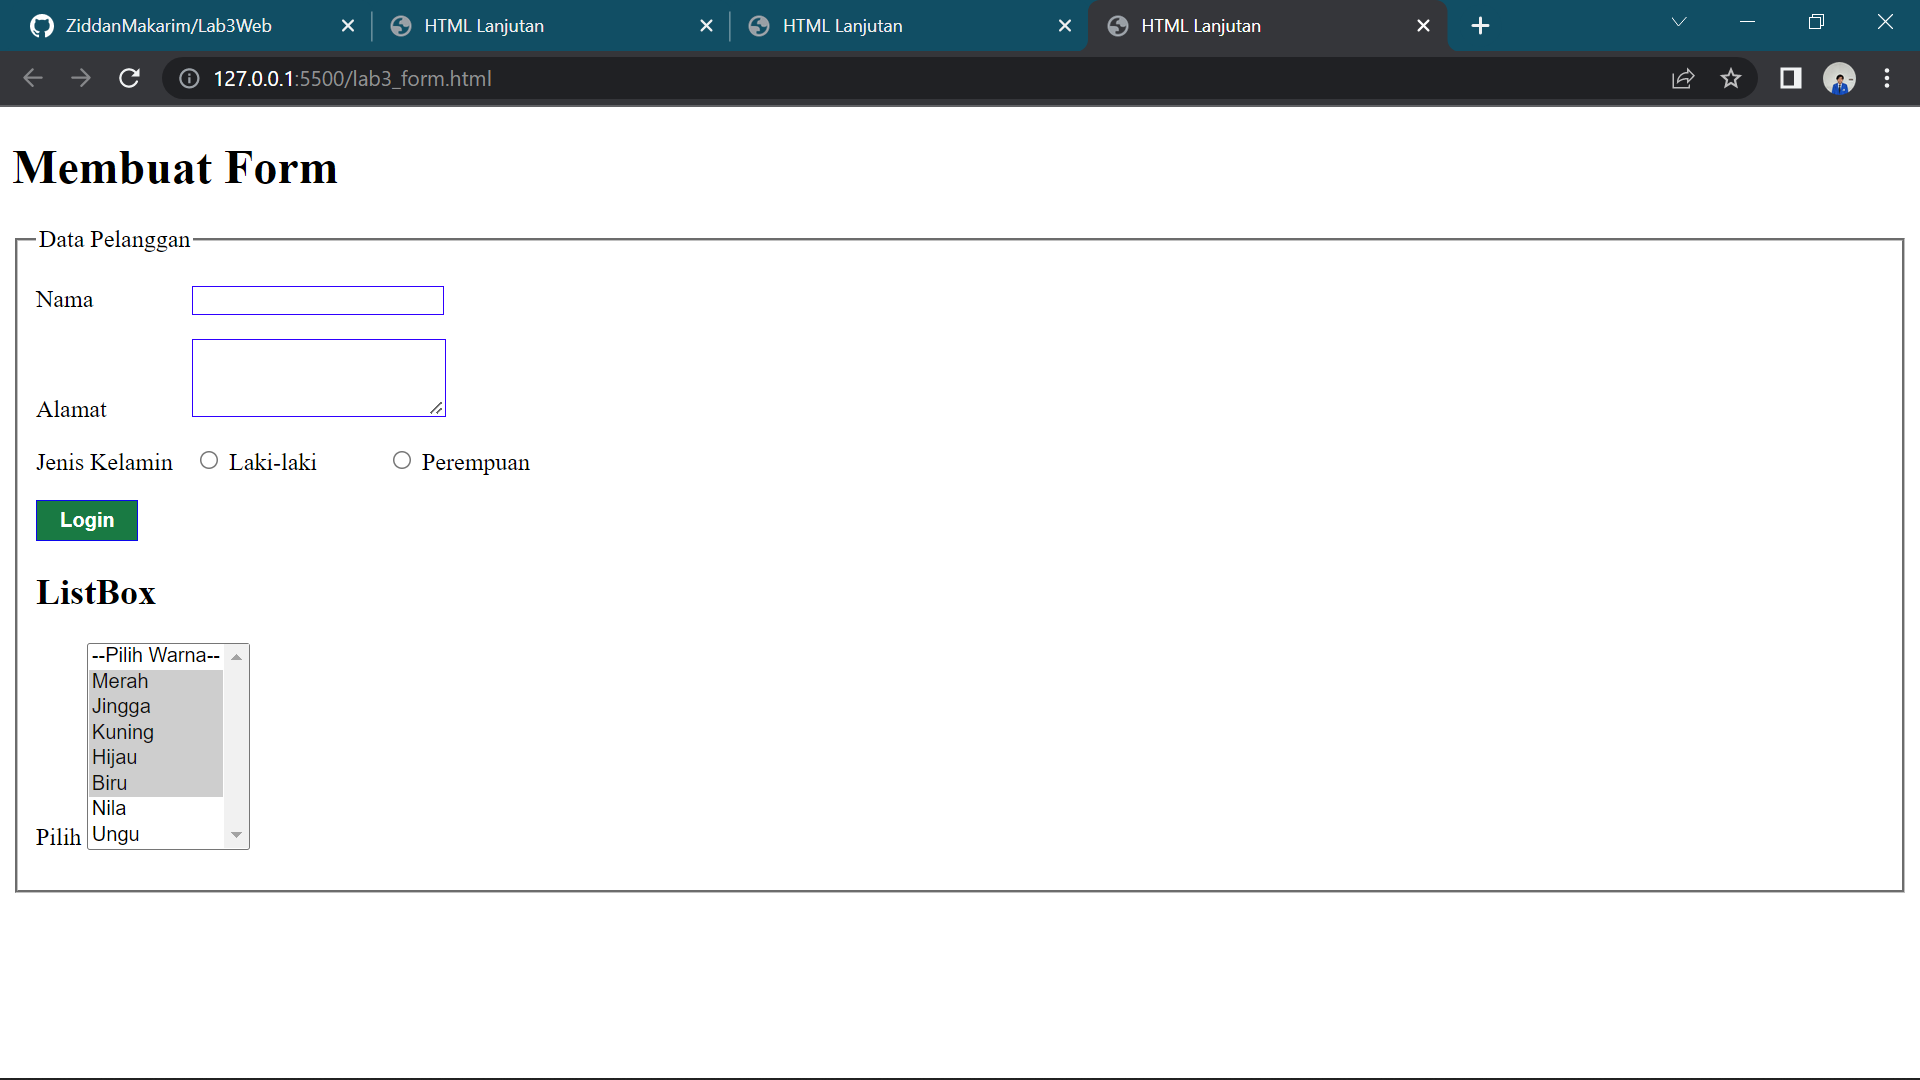 ZiddanMakarim/Lab3Web HTML Lanjutan HTML Lanjutan HTML Lanjutan
127.0.0.1:5500/lab3_form.html
Membuat Form
Data Pelanggan
Nama
Alamat
Jenis Kelamin Laki-laki Perempuan
Login
ListBox
--Pilih Warna--
Merah
Jingga
Kuning
Hijau
Biru
Nila
Ungu
Pilih